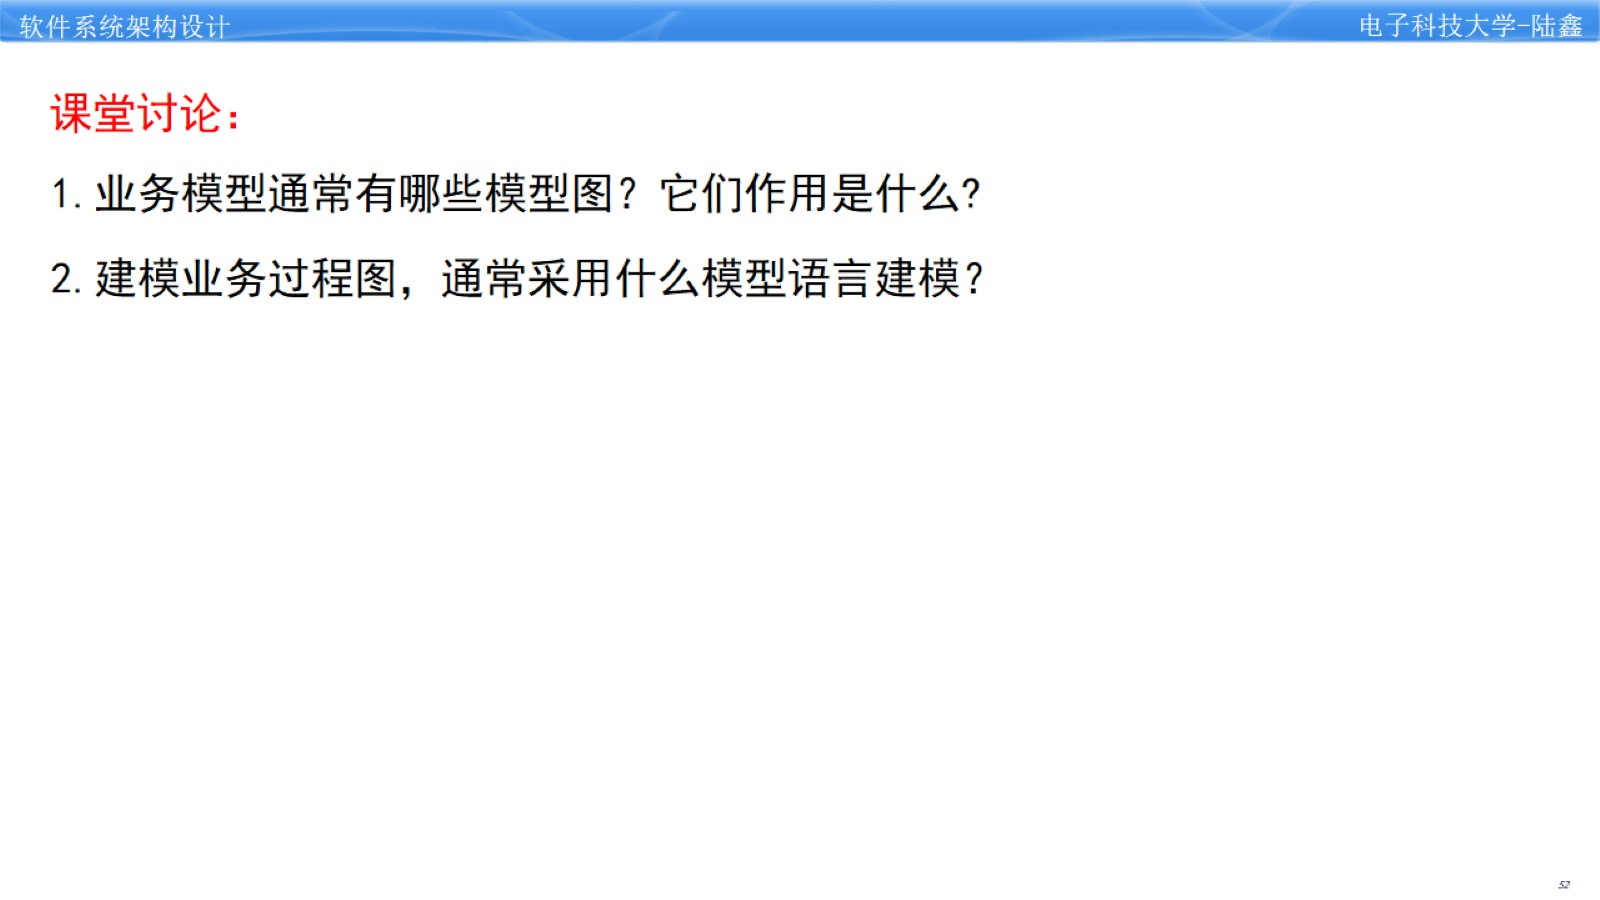 软件系统架构设计
电子科技大学-陆鑫
课堂讨论：
1.业务模型通常有哪些模型图？它们作用是什么?
2.建模业务过程图，通常采用什么模型语言建模？
52